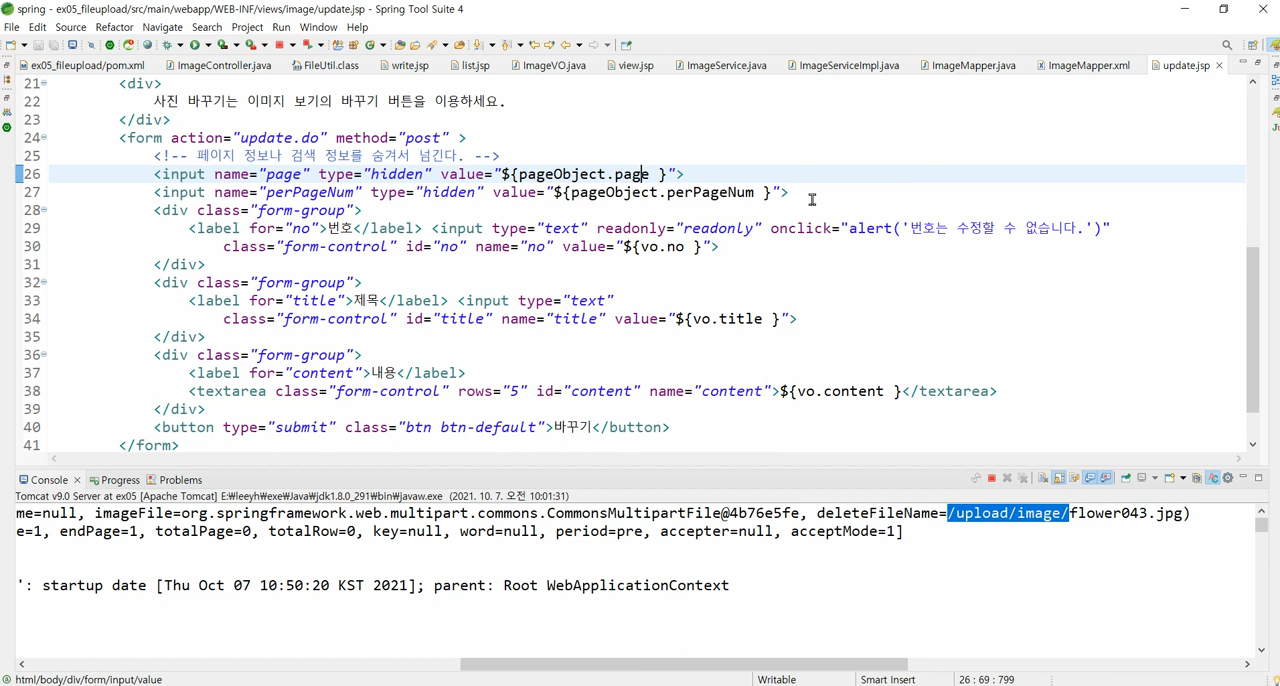 spring - ex05_fileupload/src/main/webapp/WEB-INF/views/image/update.jsp - Spring Tool Suite 4
File Edit Source Refactor Navigate Search Project Run Window Help
ex05_fileupload/pom.xml ImageController.java FileUtil.class write.jsp list.jsp ImageVO.java view.jsp ImageService.java ImageServiceImpl.java ImageMapper.java ImageMapper.xml update.jsp
21 <div>
22 사진 바꾸기는 이미지 보기의 바꾸기 버튼을 이용하세요.
23 </div>
24 <form action="update.do" method="post" >
25 <!-- 페이지 정보나 검색 정보를 숨겨서 넘긴다. -->
26 <input name="page" type="hidden" value="${pageObject.page }">
27 <input name="perPageNum" type="hidden" value="${pageObject.perPageNum }">
28 <div class="form-group">
29 <label for="no">번호</label> <input type="text" readonly="readonly" onclick="alert('번호는 수정할 수 없습니다.')"
30 class="form-control" id="no" name="no" value="${vo.no }">
31 </div>
32 <div class="form-group">
33 <label for="title">제목</label> <input type="text"
34 class="form-control" id="title" name="title" value="${vo.title }">
35 </div>
36 <div class="form-group">
37 <label for="content">내용</label>
38 <textarea class="form-control" rows="5" id="content" name="content">${vo.content }</textarea>
39 </div>
40 <button type="submit" class="btn btn-default">바꾸기</button>
41 </form>
Console Progress Problems
Tomcat v9.0 Server at ex05 [Apache Tomcat] E:₩leeyh₩exe₩Java₩jdk1.8.0_291₩bin₩javaw.exe (2021. 10. 7. 오전 10:01:31)
me=null, imageFile=org.springframework.web.multipart.commons.CommonsMultipartFile@4b76e5fe, deleteFileName=/upload/image/flower043.jpg)
e=1, endPage=1, totalPage=0, totalRow=0, key=null, word=null, period=pre, accepter=null, acceptMode=1]
': startup date [Thu Oct 07 10:50:20 KST 2021]; parent: Root WebApplicationContext
html/body/div/form/input/value Writable Smart Insert 26 : 69 : 799